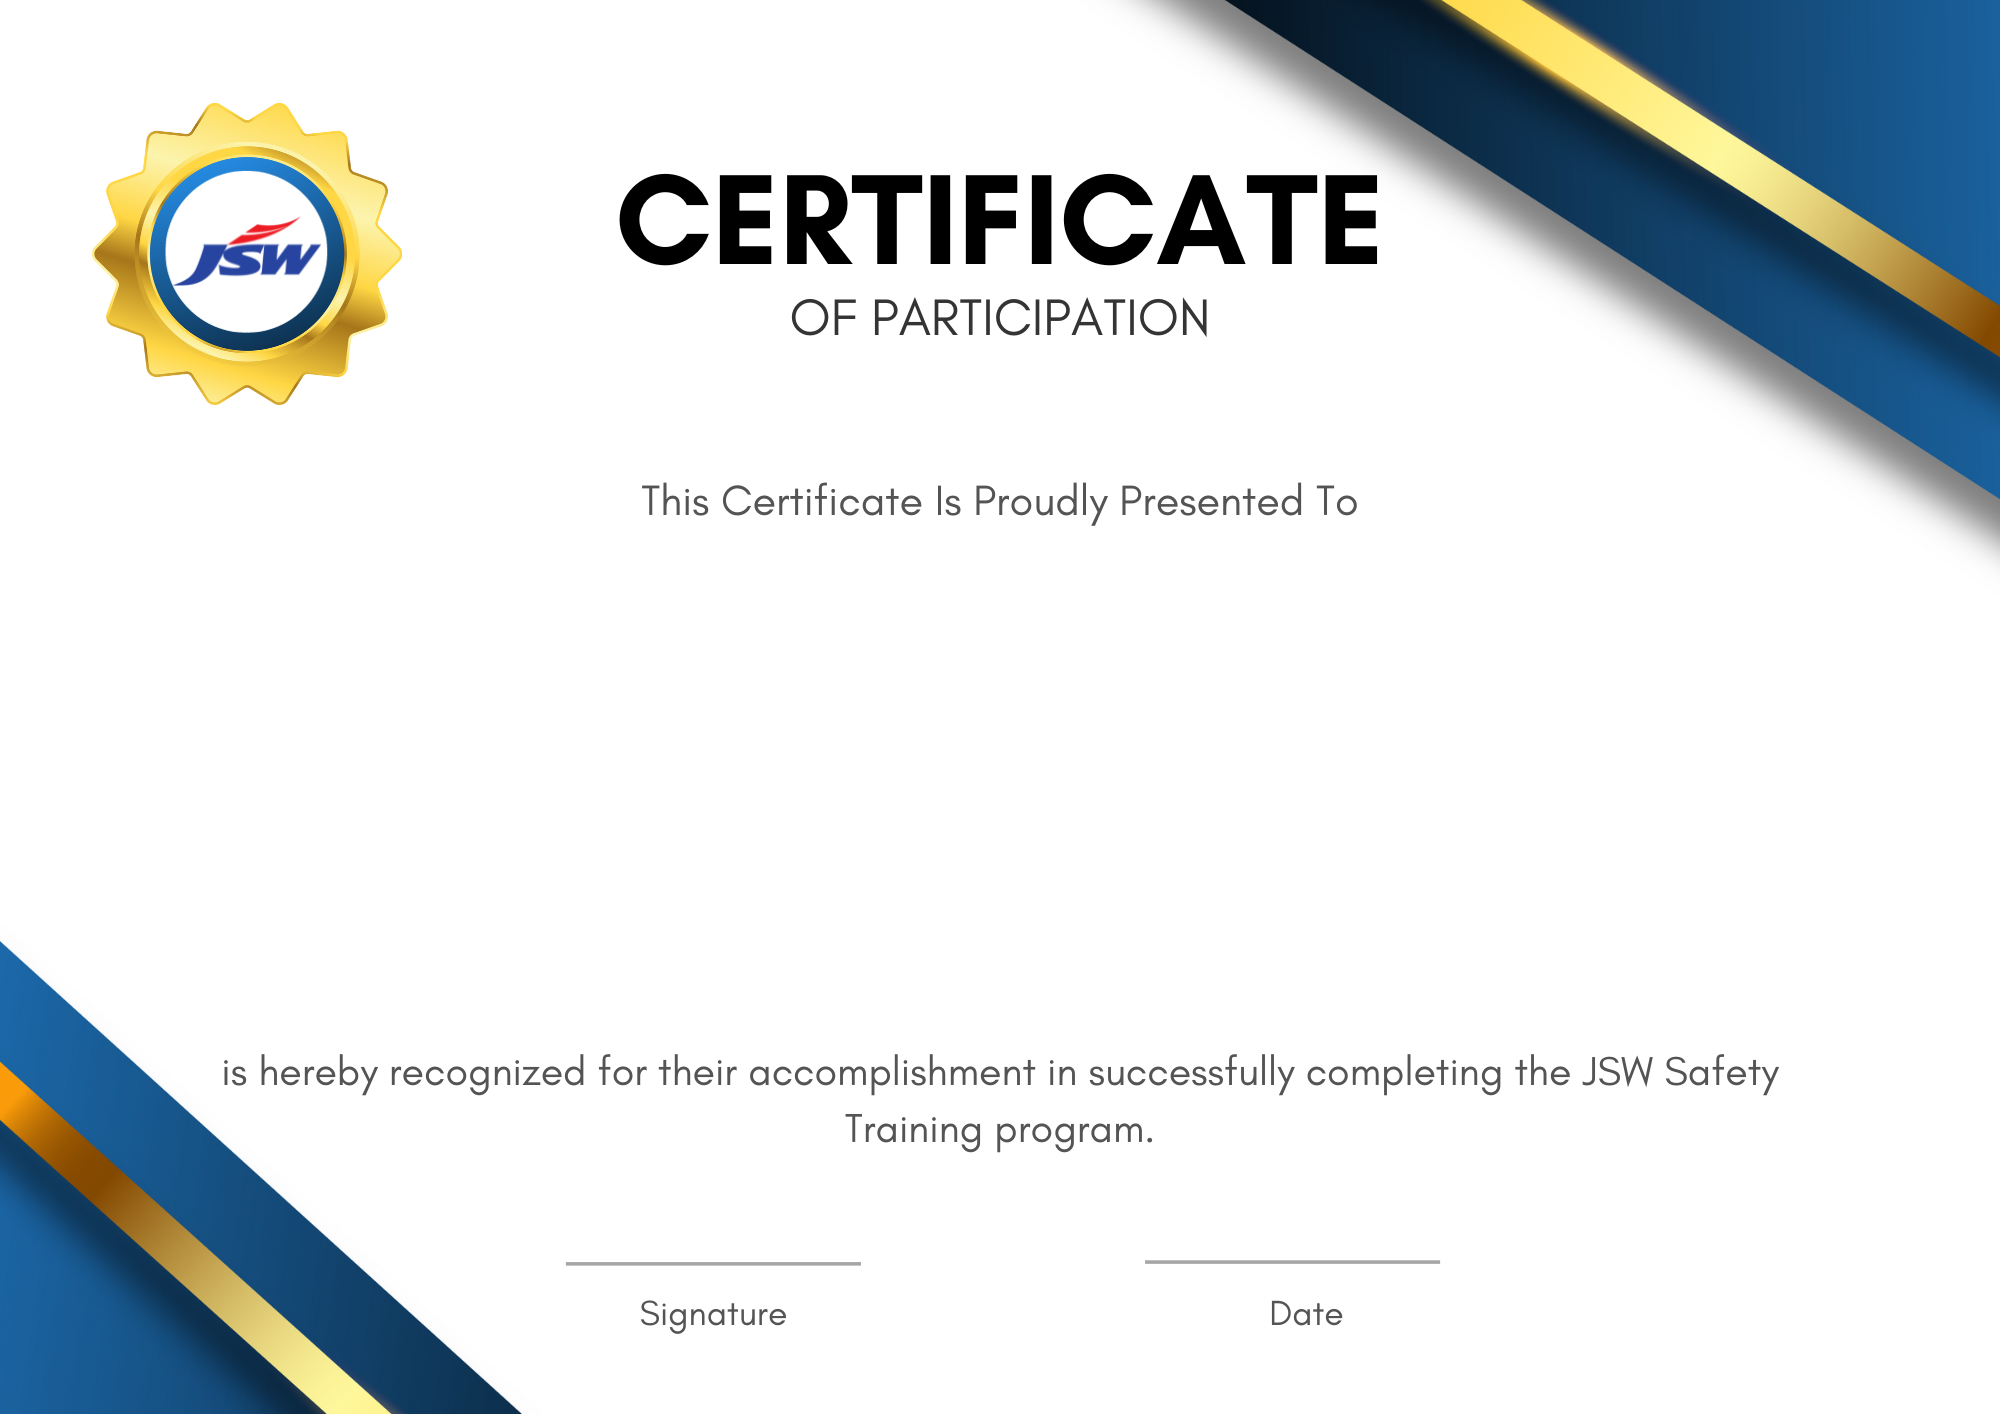 JSW
CERTIFICATE
OF PARTICIPATION
This Certificate Is Proudly Presented To
is hereby recognized for their accomplishment in successfully completing the JSW Safety
Training program.
Signature
Date